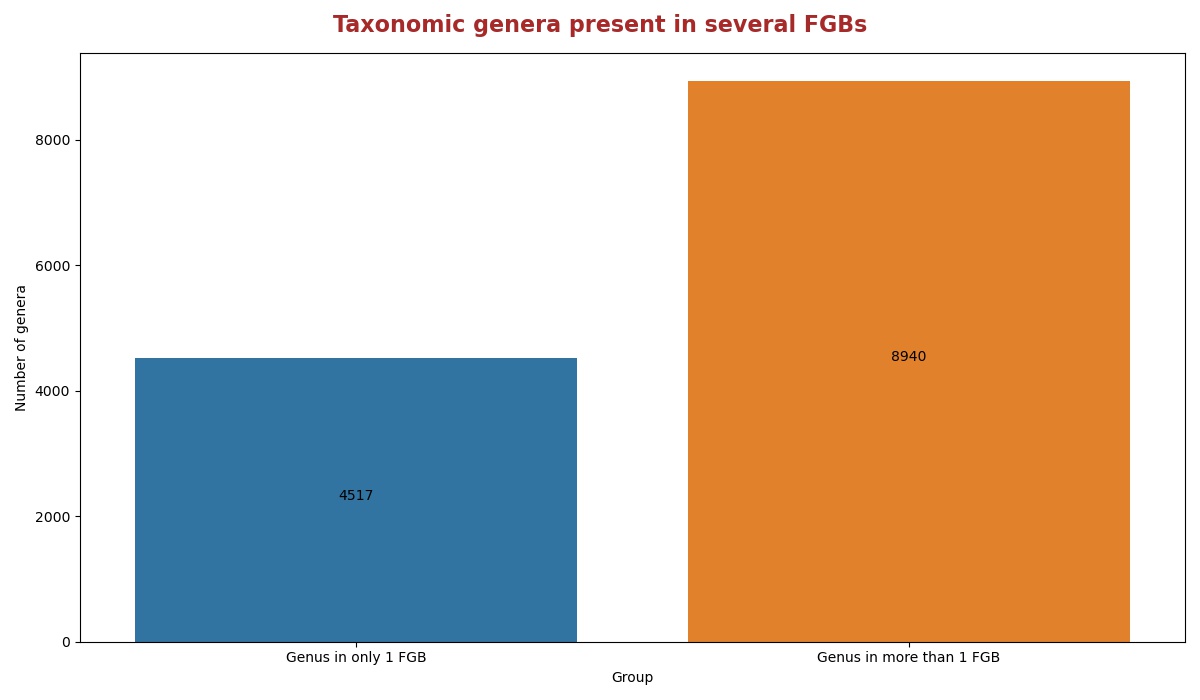 Taxonomic genera present in several FGBs
Number of genera
8000
6000
4000
2000
0
4517
8940
Genus in only 1 FGB
Genus in more than 1 FGB
Group